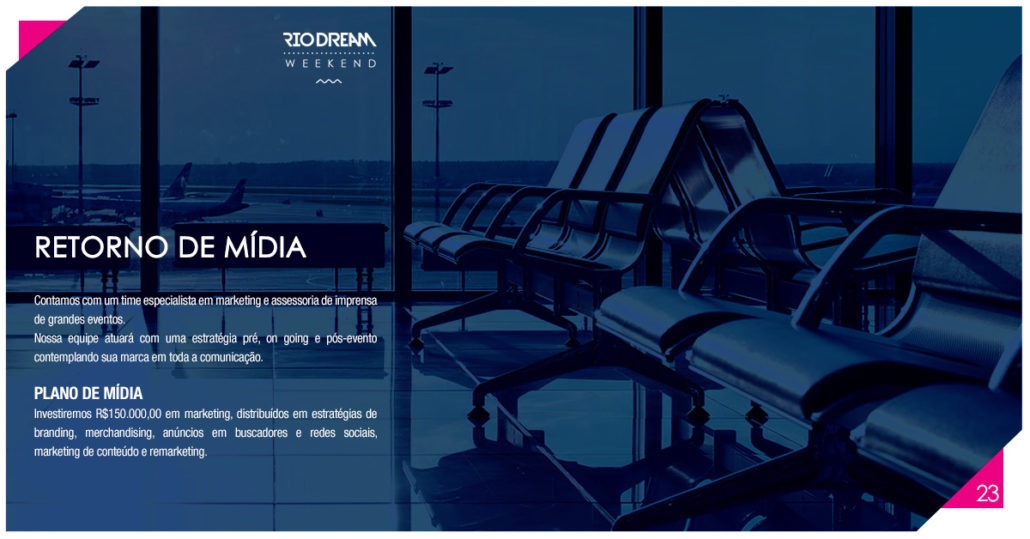 RIO DREAM
WEEKEND
RETORNO DE MÍDIA
Contamos com um time especialista em marketing e assessoria de imprensa
de grandes eventos.
Nossa equipe atuará com uma estratégia pré, on going e pós-evento
contemplando sua marca em toda a comunicação.
PLANO DE MÍDIA
Investiremos R$150.000,00 em marketing, distribuídos em estratégias de
branding, merchandising, anúncios em buscadores e redes sociais,
marketing de conteúdo e remarketing.
23